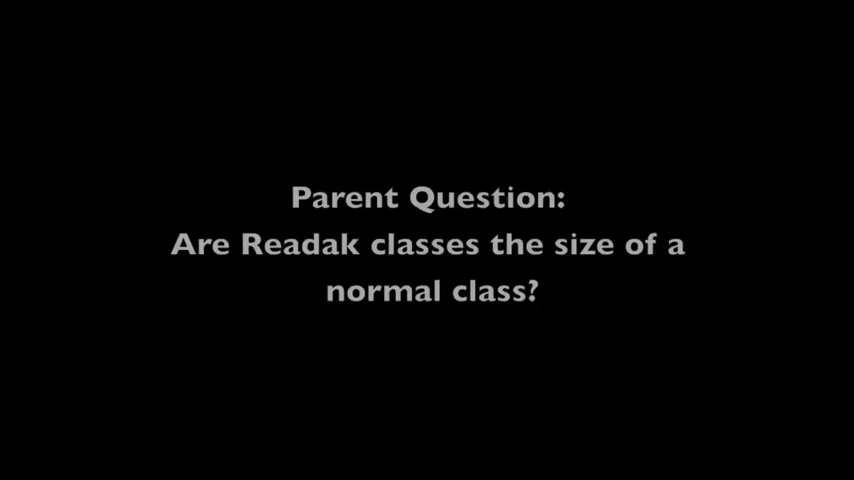 Parent Question:
Are Readak classes the size of a
normal class?